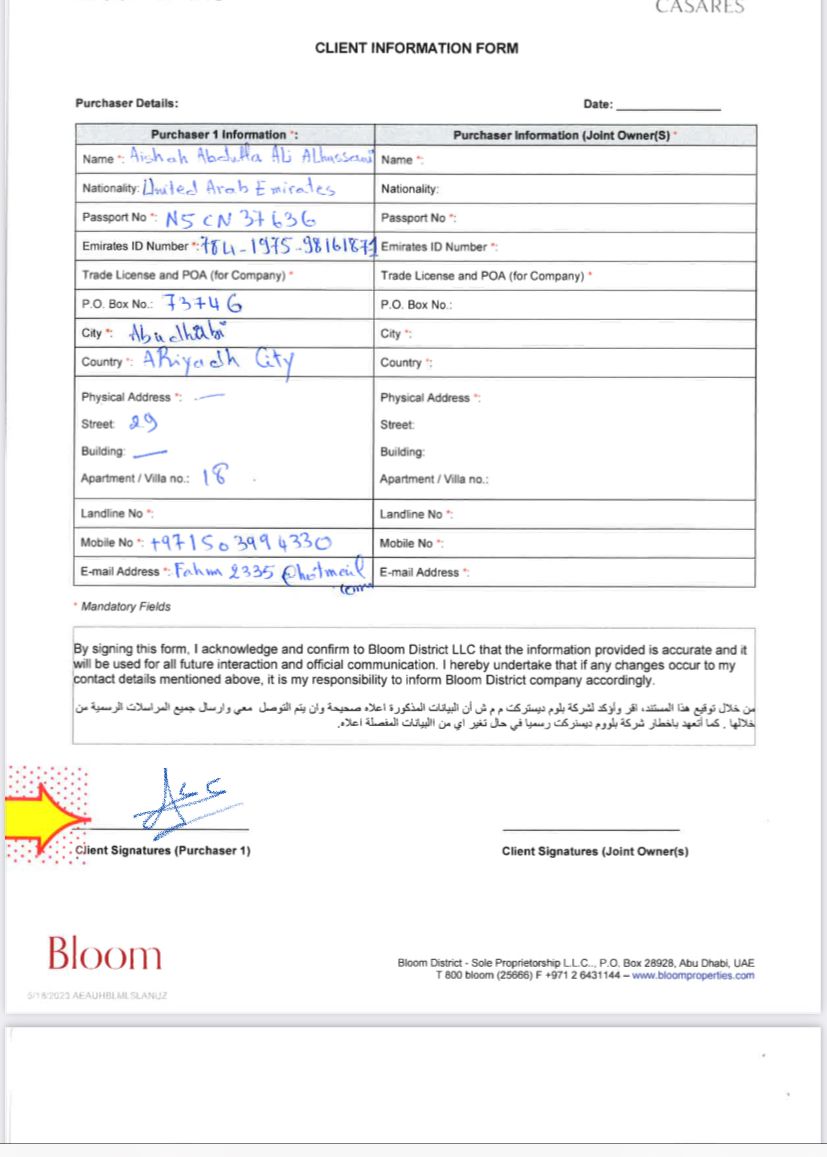 CASARES
CLIENT INFORMATION FORM
Purchaser Details:
Date: ____________
Purchaser 1 Information *:
Purchaser Information (Joint Owner(S) *
Name *: Aishah Abdulla Ali Alhassani
Name *:
Nationality: United Arab Emirates
Nationality:
Passport No *: N5CN37636
Passport No *:
Emirates ID Number *: 784-1975-98161871
Emirates ID Number *:
Trade License and POA (for Company) *
Trade License and POA (for Company) *
P.O. Box No.: 73746
P.O. Box No.:
City *: Abudhabi
City *:
Country *: ARiyadh City
Country *:
Physical Address *: —
Physical Address *:
Street: 29
Street:
Building: —
Building:
Apartment / Villa no.: 18
Apartment / Villa no.:
Landline No *:
Landline No *:
Mobile No *: +971503994330
Mobile No *:
E-mail Address *: Fahm2335@hotmail
E-mail Address *:
.com
* Mandatory Fields
By signing this form, I acknowledge and confirm to Bloom District LLC that the information provided is accurate and it
will be used for all future interaction and official communication. I hereby undertake that if any changes occur to my
contact details mentioned above, it is my responsibility to inform Bloom District company accordingly.
من خلال توقيع هذا المستند، اقر وأؤكد لشركة بلوم ديستركت م م ش أن البيانات المذكورة اعلاه صحيحة وان يتم التوصل معي وارسال جميع المراسلات الرسمية من
خلالها . كما أتعهد باخطار شركة بلووم ديستركت رسميا في حال تغير اي من االبيانات المفصلة اعلاه.
Client Signatures (Purchaser 1)
Client Signatures (Joint Owner(s)
Bloom
Bloom District - Sole Proprietorship L.L.C.., P.O. Box 28928, Abu Dhabi, UAE
T 800 bloom (25666) F +971 2 6431144 – www.bloomproperties.com
5/18/2023 AEAUHBLMLSLANUZ